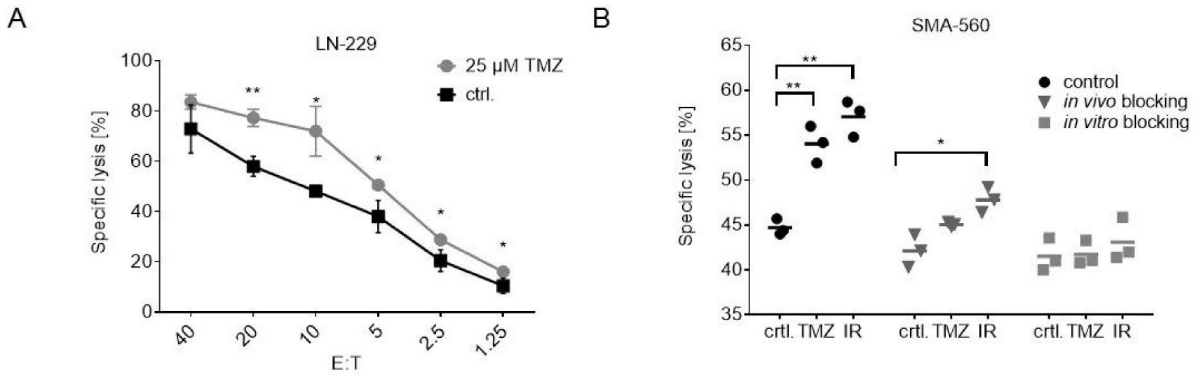 A
LN-229
100
80
60
40
20
0
Specific lysis [%]
25 µM TMZ
ctrl.
**
*
*
*
*
40 20 10 5 2.5 1.25
E:T
B
SMA-560
65
60
55
50
45
40
35
Specific lysis [%]
**
**
*
control
in vivo blocking
in vitro blocking
crtl. TMZ IR crtl. TMZ IR crtl. TMZ IR